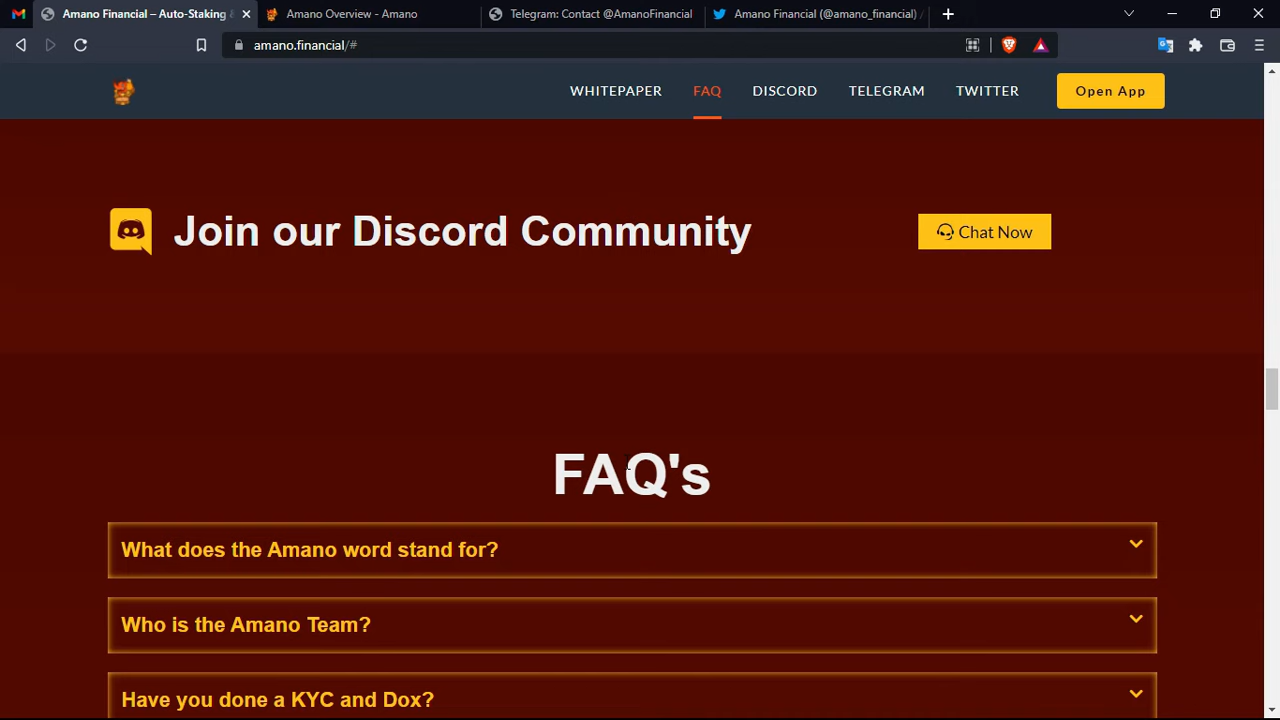 Amano Financial – Auto-Staking &
Amano Overview - Amano
Telegram: Contact @AmanoFinancial
Amano Financial (@amano_financial) /
amano.financial/#
WHITEPAPER
FAQ
DISCORD
TELEGRAM
TWITTER
Open App
Join our Discord Community
Chat Now
FAQ's
What does the Amano word stand for?
Who is the Amano Team?
Have you done a KYC and Dox?